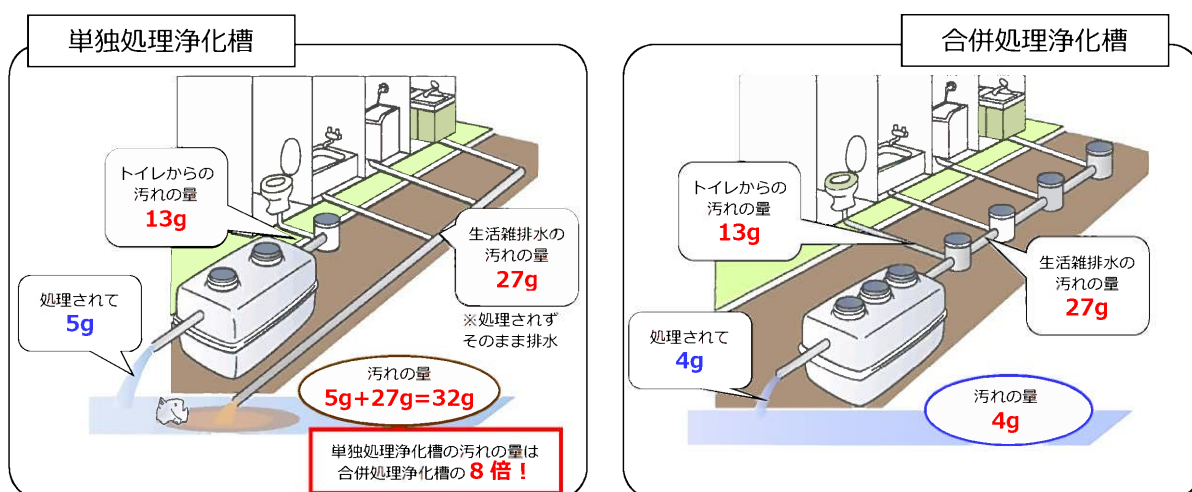 単独処理浄化槽
トイレからの
汚れの量
13g
処理されて
5g
生活雑排水の
汚れの量
27g
※処理されず
そのまま排水
汚れの量
5g+27g=32g
単独処理浄化槽の汚れの量は
合併処理浄化槽の８倍！
合併処理浄化槽
トイレからの
汚れの量
13g
生活雑排水の
汚れの量
27g
処理されて
4g
汚れの量
4g